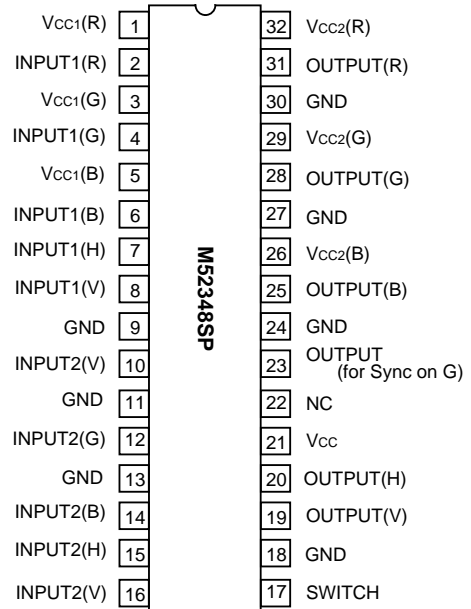 Vcc1(R) 1 32 Vcc2(R)
INPUT1(R) 2 31 OUTPUT(R)
Vcc1(G) 3 30 GND
INPUT1(G) 4 29 Vcc2(G)
Vcc1(B) 5 28 OUTPUT(G)
INPUT1(B) 6 27 GND
INPUT1(H) 7 26 Vcc2(B)
INPUT1(V) 8 25 OUTPUT(B)
GND 9 24 GND
INPUT2(V) 10 23 OUTPUT
(for Sync on G)
GND 11 22 NC
INPUT2(G) 12 21 Vcc
GND 13 20 OUTPUT(H)
INPUT2(B) 14 19 OUTPUT(V)
INPUT2(H) 15 18 GND
INPUT2(V) 16 17 SWITCH
M52348SP